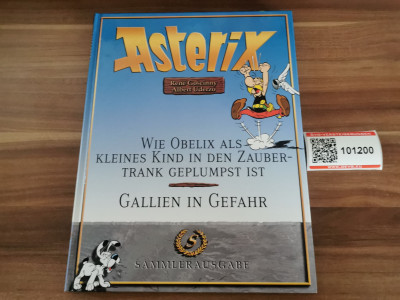 Asterix
René Goscinny
Albert Uderzo
WIE OBELIX ALS
KLEINES KIND IN DEN ZAUBER-
TRANK GEPLUMPST IST
GALLIEN IN GEFAHR
S
SAMMLERAUSGABE
101200